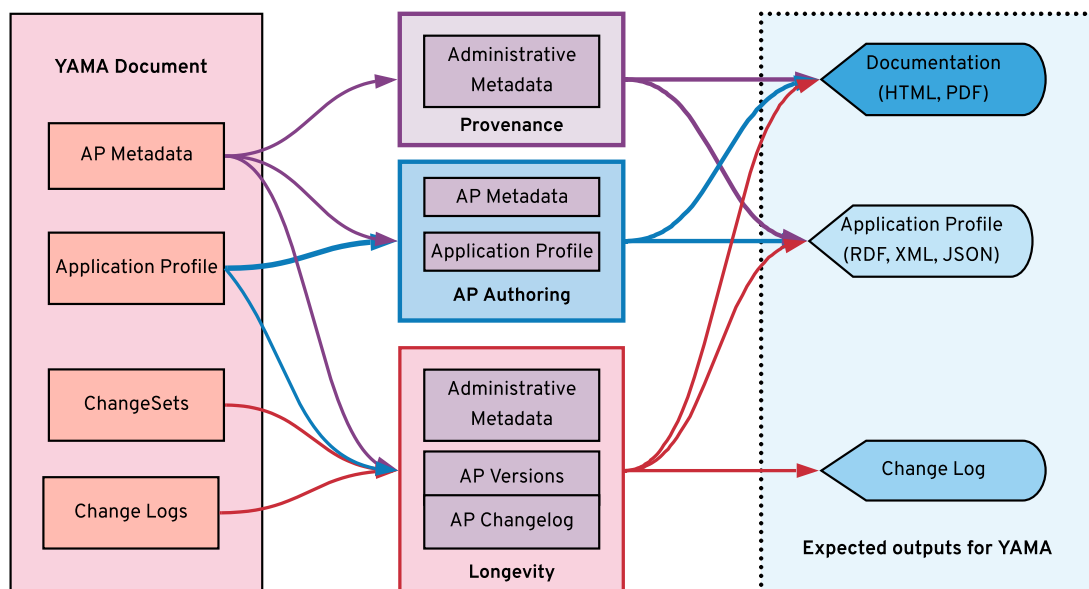 YAMA Document
AP Metadata
Application Profile
ChangeSets
Change Logs
Administrative
Metadata
Provenance
AP Metadata
Application Profile
AP Authoring
Administrative
Metadata
AP Versions
AP Changelog
Longevity
Documentation
(HTML, PDF)
Application Profile
(RDF, XML, JSON)
Change Log
Expected outputs for YAMA